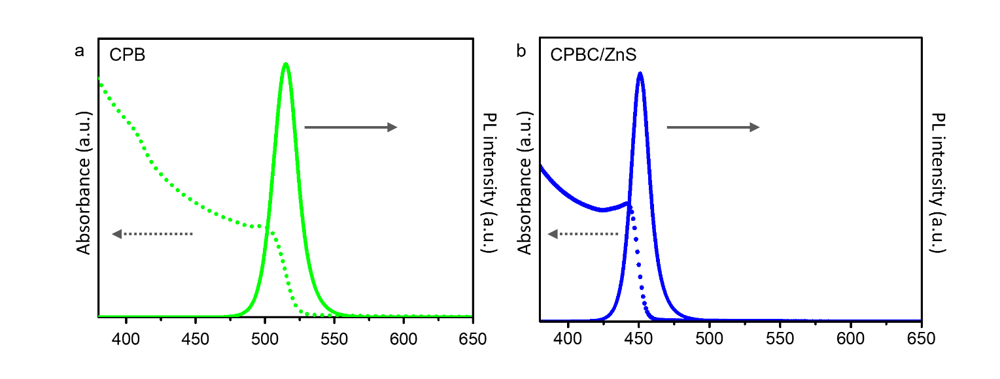 a
CPB
Absorbance (a.u.)
PL intensity (a.u.)
400 450 500 550 600 650
b
CPBC/ZnS
Absorbance (a.u.)
PL intensity (a.u.)
400 450 500 550 600 650